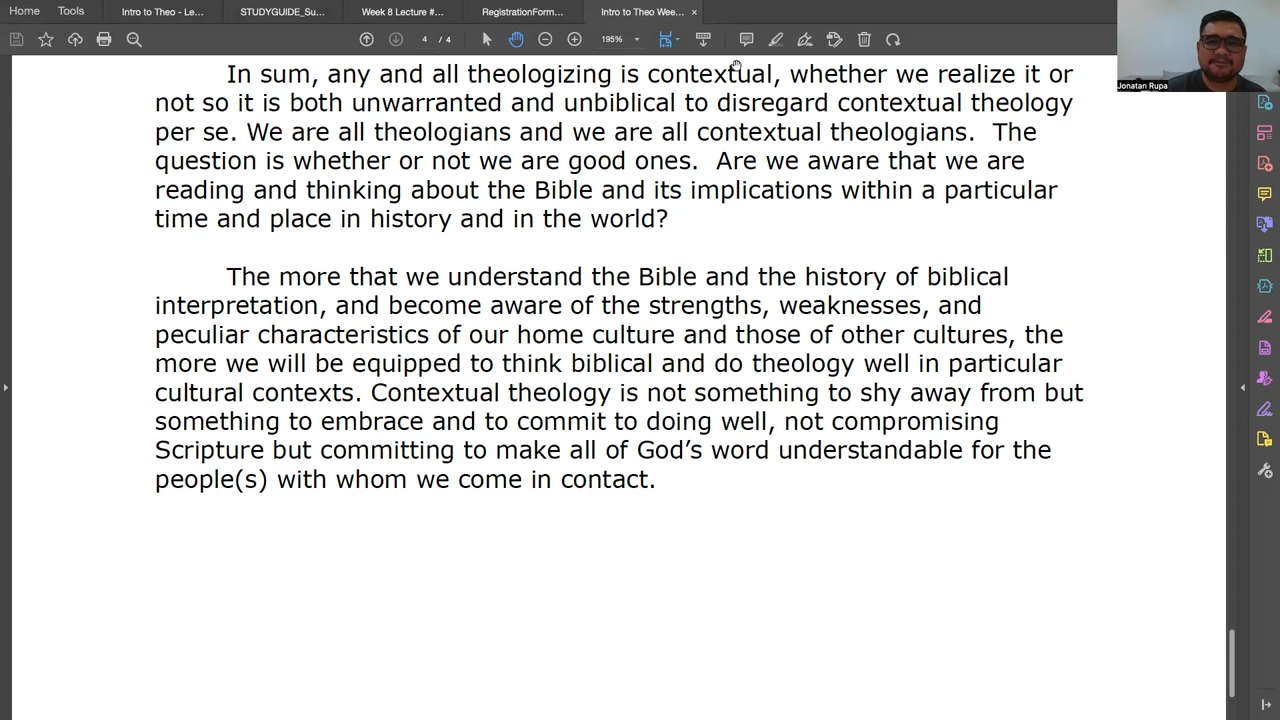 Home
Tools
Intro to Theo - Le...
STUDYGUIDE_Su...
Week 8 Lecture #...
RegistrationForm...
Intro to Theo Wee...
×
4 / 4
195%
Jonatan Rupa
In sum, any and all theologizing is contextual, whether we realize it or
not so it is both unwarranted and unbiblical to disregard contextual theology
per se. We are all theologians and we are all contextual theologians.  The
question is whether or not we are good ones.  Are we aware that we are
reading and thinking about the Bible and its implications within a particular
time and place in history and in the world?
The more that we understand the Bible and the history of biblical
interpretation, and become aware of the strengths, weaknesses, and
peculiar characteristics of our home culture and those of other cultures, the
more we will be equipped to think biblical and do theology well in particular
cultural contexts. Contextual theology is not something to shy away from but
something to embrace and to commit to doing well, not compromising
Scripture but committing to make all of God’s word understandable for the
people(s) with whom we come in contact.